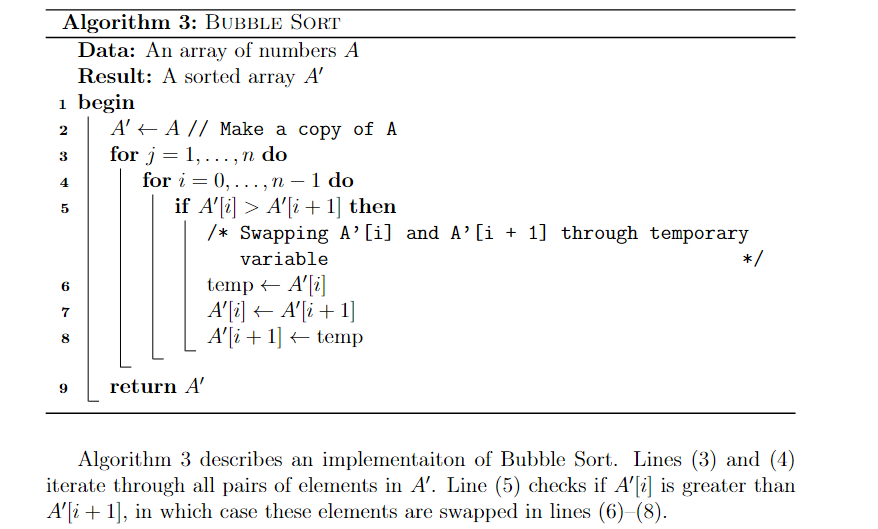 Algorithm 3: BUBBLE SORT
Data: An array of numbers A
Result: A sorted array A′
1 begin
2 A′ ← A // Make a copy of A
3 for j = 1, . . . , n do
4 for i = 0, . . . , n − 1 do
5 if A′[i] > A′[i + 1] then
/* Swapping A’[i] and A’[i + 1] through temporary
variable */
6 temp ← A′[i]
7 A′[i] ← A′[i + 1]
8 A′[i + 1] ← temp
9 return A′
Algorithm 3 describes an implementaiton of Bubble Sort. Lines (3) and (4)
iterate through all pairs of elements in A′. Line (5) checks if A′[i] is greater than
A′[i + 1], in which case these elements are swapped in lines (6)–(8).